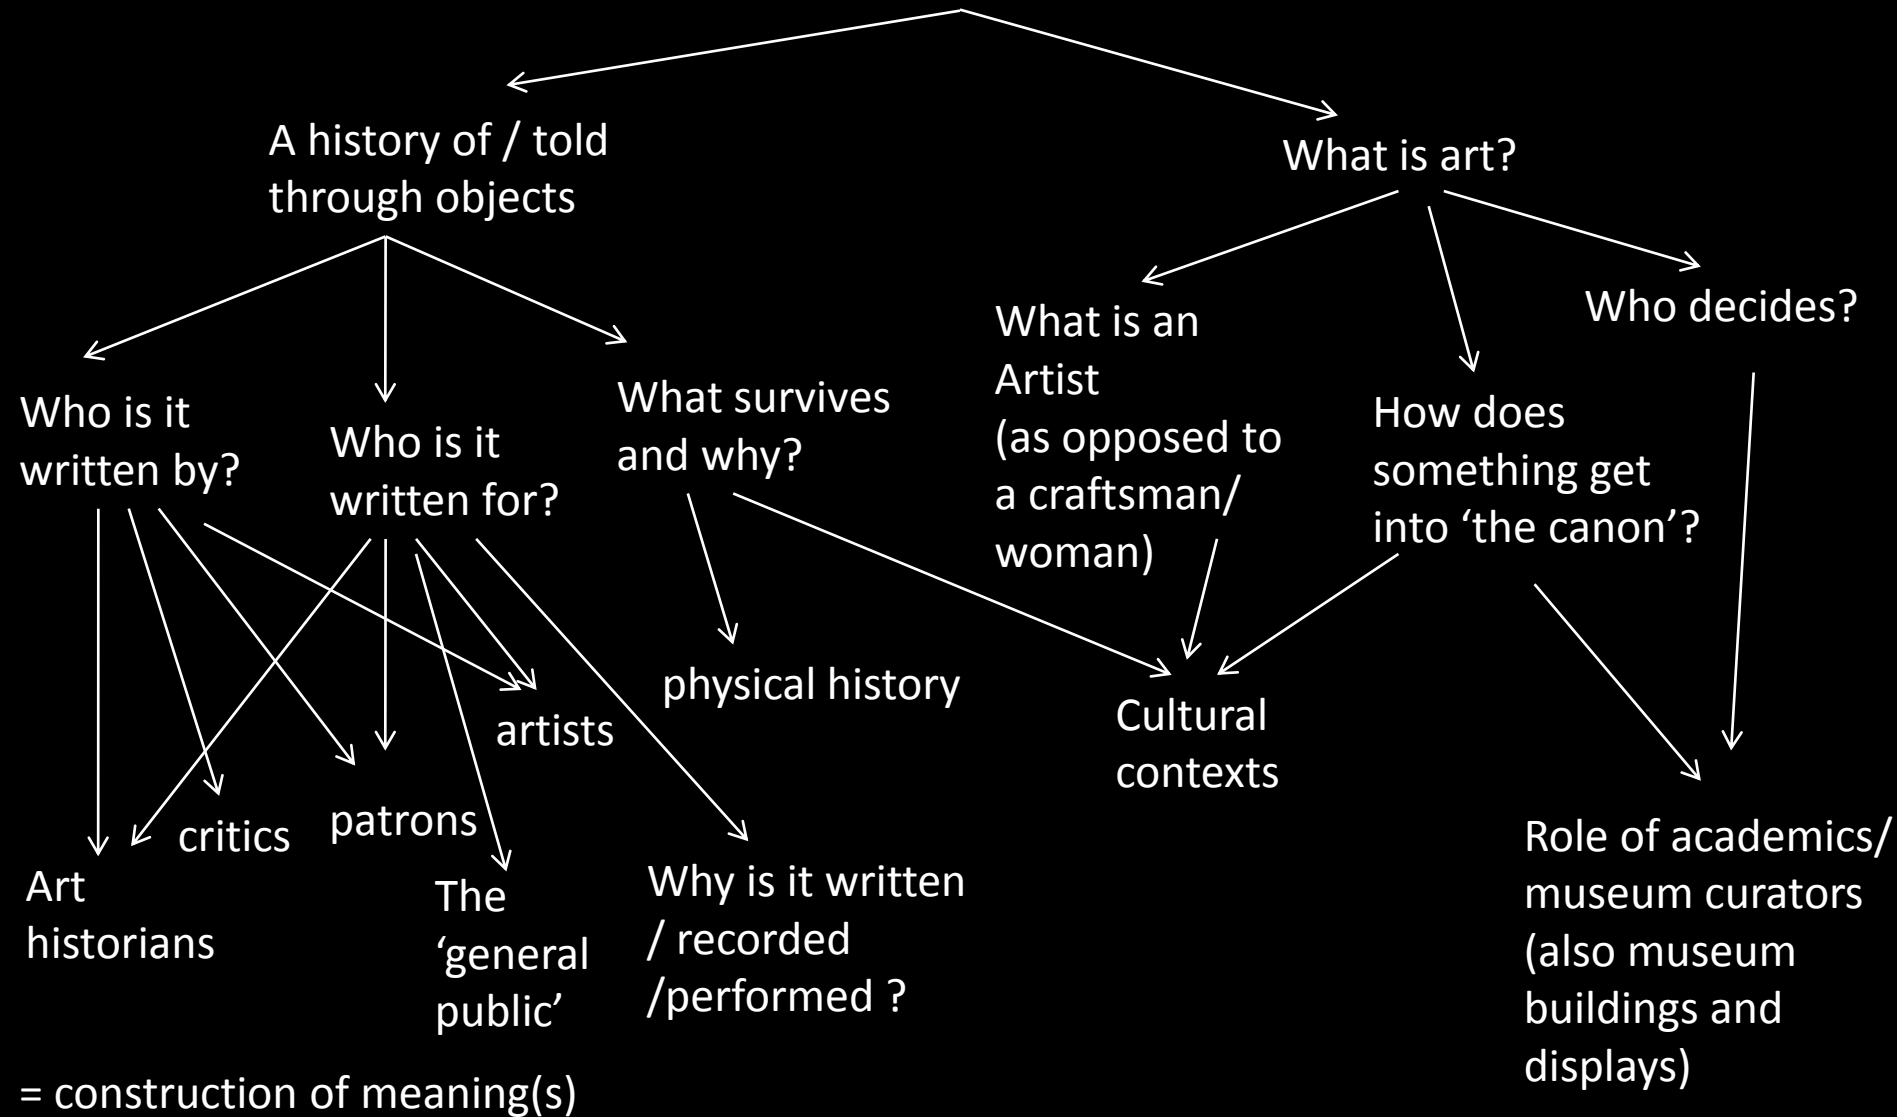 A history of / told
through objects
What is art?
Who is it
written by?
Who is it
written for?
What survives
and why?
What is an
Artist
(as opposed to
a craftsman/
woman)
How does
something get
into ‘the canon’?
Who decides?
Art
historians
critics
patrons
artists
The
‘general
public’
Why is it written
/ recorded
/performed ?
physical history
Cultural
contexts
Role of academics/
museum curators
(also museum
buildings and
displays)
= construction of meaning(s)